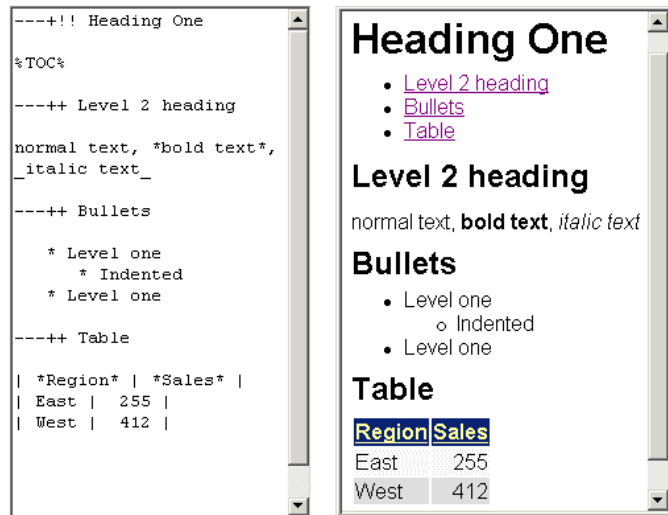 ---+!! Heading One
%TOC%
---++ Level 2 heading
normal text, *bold text*,
_italic text_
---++ Bullets
* Level one
* Indented
* Level one
---++ Table
| *Region* | *Sales* |
| East | 255 |
| West | 412 |
Heading One
Level 2 heading
Bullets
Table
Level 2 heading
normal text, bold text, italic text
Bullets
Level one
Indented
Level one
Table
Region Sales
East 255
West 412